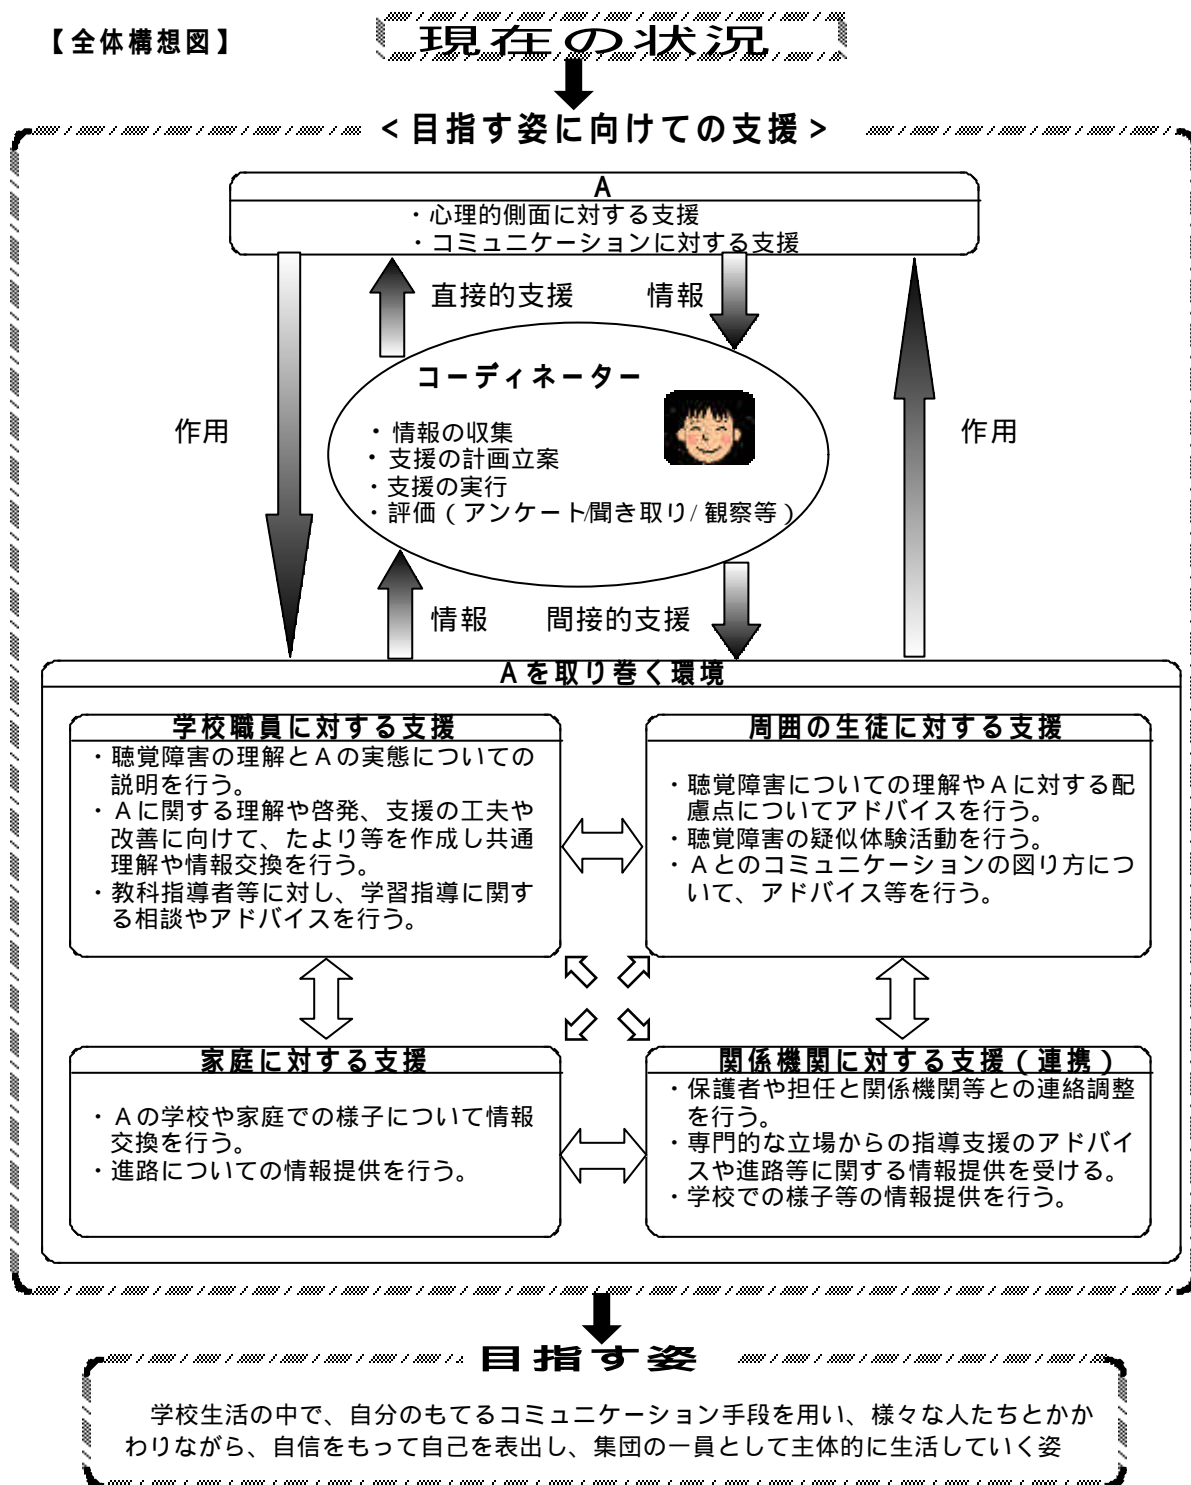 【全体構想図】
現在の状況
<目指す姿に向けての支援>
A
・心理的側面に対する支援
・コミュニケーションに対する支援
直接的支援
情報
コーディネーター
・情報の収集
・支援の計画立案
・支援の実行
・評価(アンケート/聞き取り/観察等)
作用
作用
情報
間接的支援
Aを取り巻く環境
学校職員に対する支援
・聴覚障害の理解とAの実態についての
説明を行う。
・Aに関する理解や啓発、支援の工夫や
改善に向けて、たより等を作成し共通
理解や情報交換を行う。
・教科指導者等に対し、学習指導に関す
る相談やアドバイスを行う。
周囲の生徒に対する支援
・聴覚障害についての理解やAに対する配
慮点についてアドバイスを行う。
・聴覚障害の疑似体験活動を行う。
・Aとのコミュニケーションの図り方につ
いて、アドバイス等を行う。
家庭に対する支援
・Aの学校や家庭での様子について情報
交換を行う。
・進路についての情報提供を行う。
関係機関に対する支援(連携)
・保護者や担任と関係機関等との連絡調整
を行う。
・専門的な立場からの指導支援のアドバイ
スや進路等に関する情報提供を受ける。
・学校での様子等の情報提供を行う。
目指す姿
学校生活の中で、自分のもてるコミュニケーション手段を用い、様々な人たちとかか
わりながら、自信をもって自己を表出し、集団の一員として主体的に生活していく姿